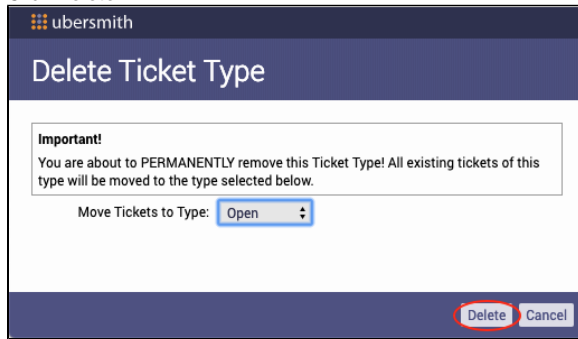 ubersmith
Delete Ticket Type
Important!
You are about to PERMANENTLY remove this Ticket Type! All existing tickets of this
type will be moved to the type selected below.
Move Tickets to Type: Open
Delete Cancel